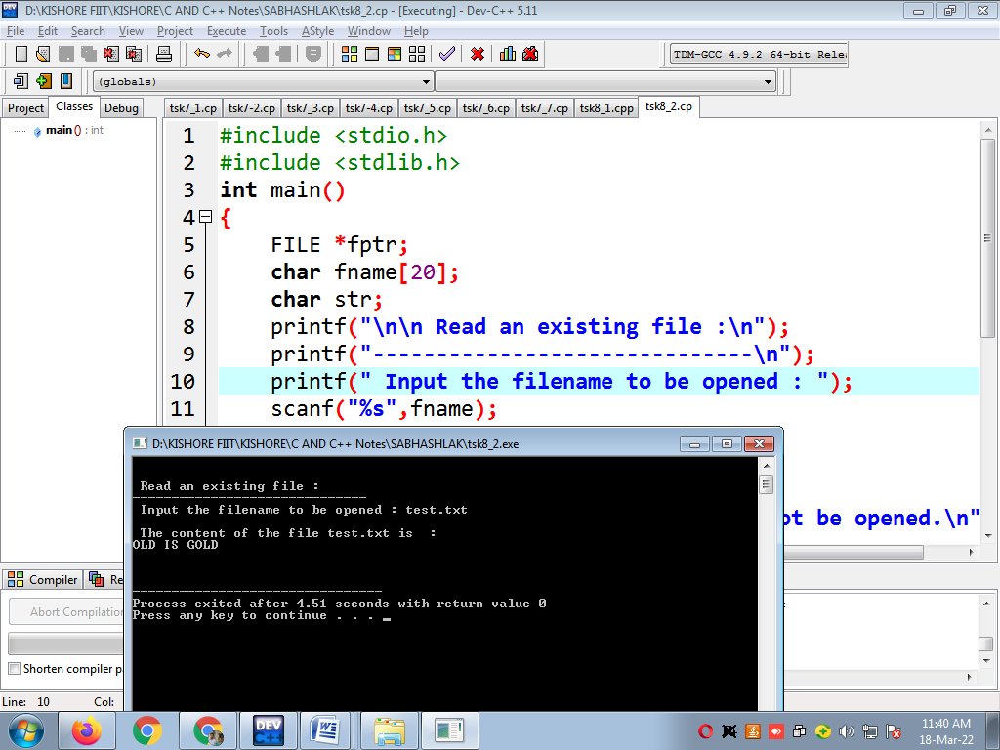 D:\KISHORE FIIT\KISHORE\C AND C++ Notes\SABHASHLAK\tsk8_2.cp - [Executing] - Dev-C++ 5.11
File Edit Search View Project Execute Tools AStyle Window Help
TDM-GCC 4.9.2 64-bit Rele
(globals)
Project Classes Debug
tsk7_1.cp tsk7-2.cp tsk7_3.cp tsk7-4.cp tsk7_5.cp tsk7_6.cp tsk7_7.cp tsk8_1.cpp tsk8_2.cp
main () : int
1 #include <stdio.h>
2 #include <stdlib.h>
3 int main()
4 {
5 FILE *fptr;
6 char fname[20];
7 char str;
8 printf("\n\n Read an existing file :\n");
9 printf("------------------------------\n");
10 printf(" Input the filename to be opened : ");
11 scanf("%s",fname);
ot be opened.\n"
D:\KISHORE FIIT\KISHORE\C AND C++ Notes\SABHASHLAK\tsk8_2.exe
Read an existing file :
------------------------------
Input the filename to be opened : test.txt
The content of the file test.txt is  :
OLD IS GOLD
--------------------------------
Process exited after 4.51 seconds with return value 0
Press any key to continue . . . _
Compiler Re
Abort Compilation
Shorten compiler p
Line: 10 Col:
DEV C++
11:40 AM
18-Mar-22